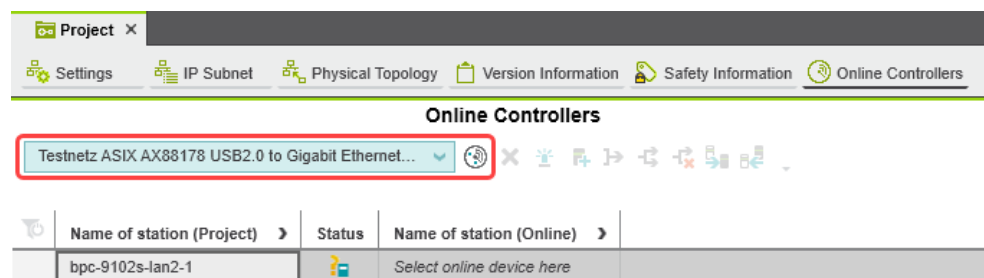 Project
Settings IP Subnet Physical Topology Version Information Safety Information Online Controllers
Online Controllers
Testnetz ASIX AX88178 USB2.0 to Gigabit Ethernet...
Name of station (Project) Status Name of station (Online)
bpc-9102s-lan2-1 Select online device here